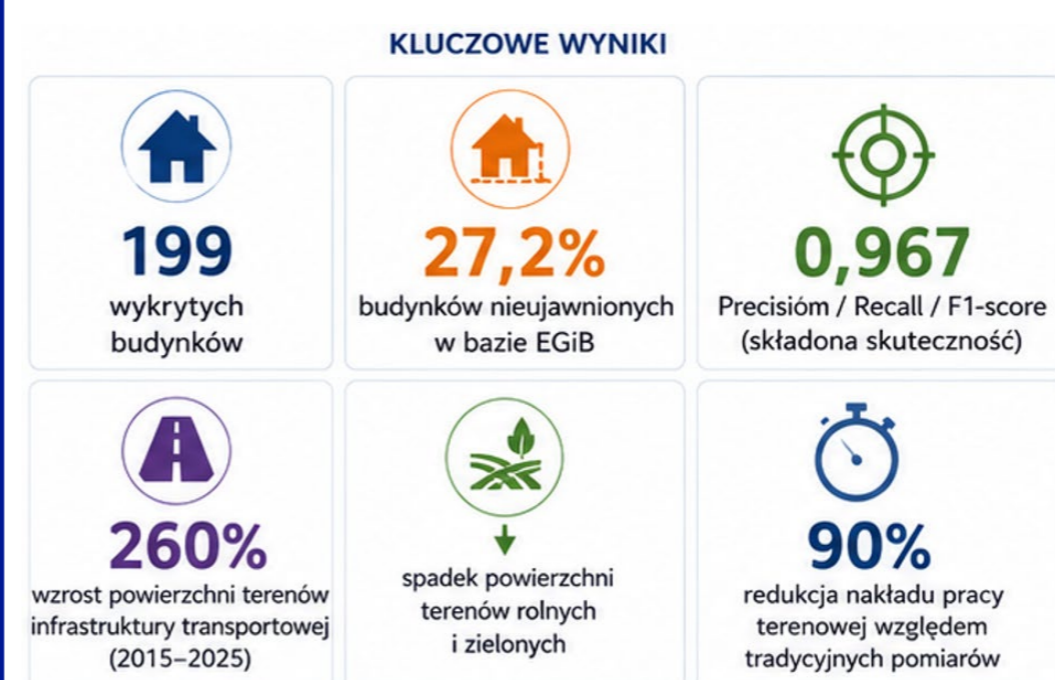 KLUCZOWE WYNIKI
199
wykrytych
budynków
27,2%
budynków nieujawnionych
w bazie EGiB
0,967
Precisióm / Recall / F1-score
(składona skuteczność)
260%
wzrost powierzchni terenów
infrastruktury transportowej
(2015–2025)
spadek powierzchni
terenów rolnych
i zielonych
90%
redukcja nakładu pracy
terenowej względem
tradycyjnych pomiarów